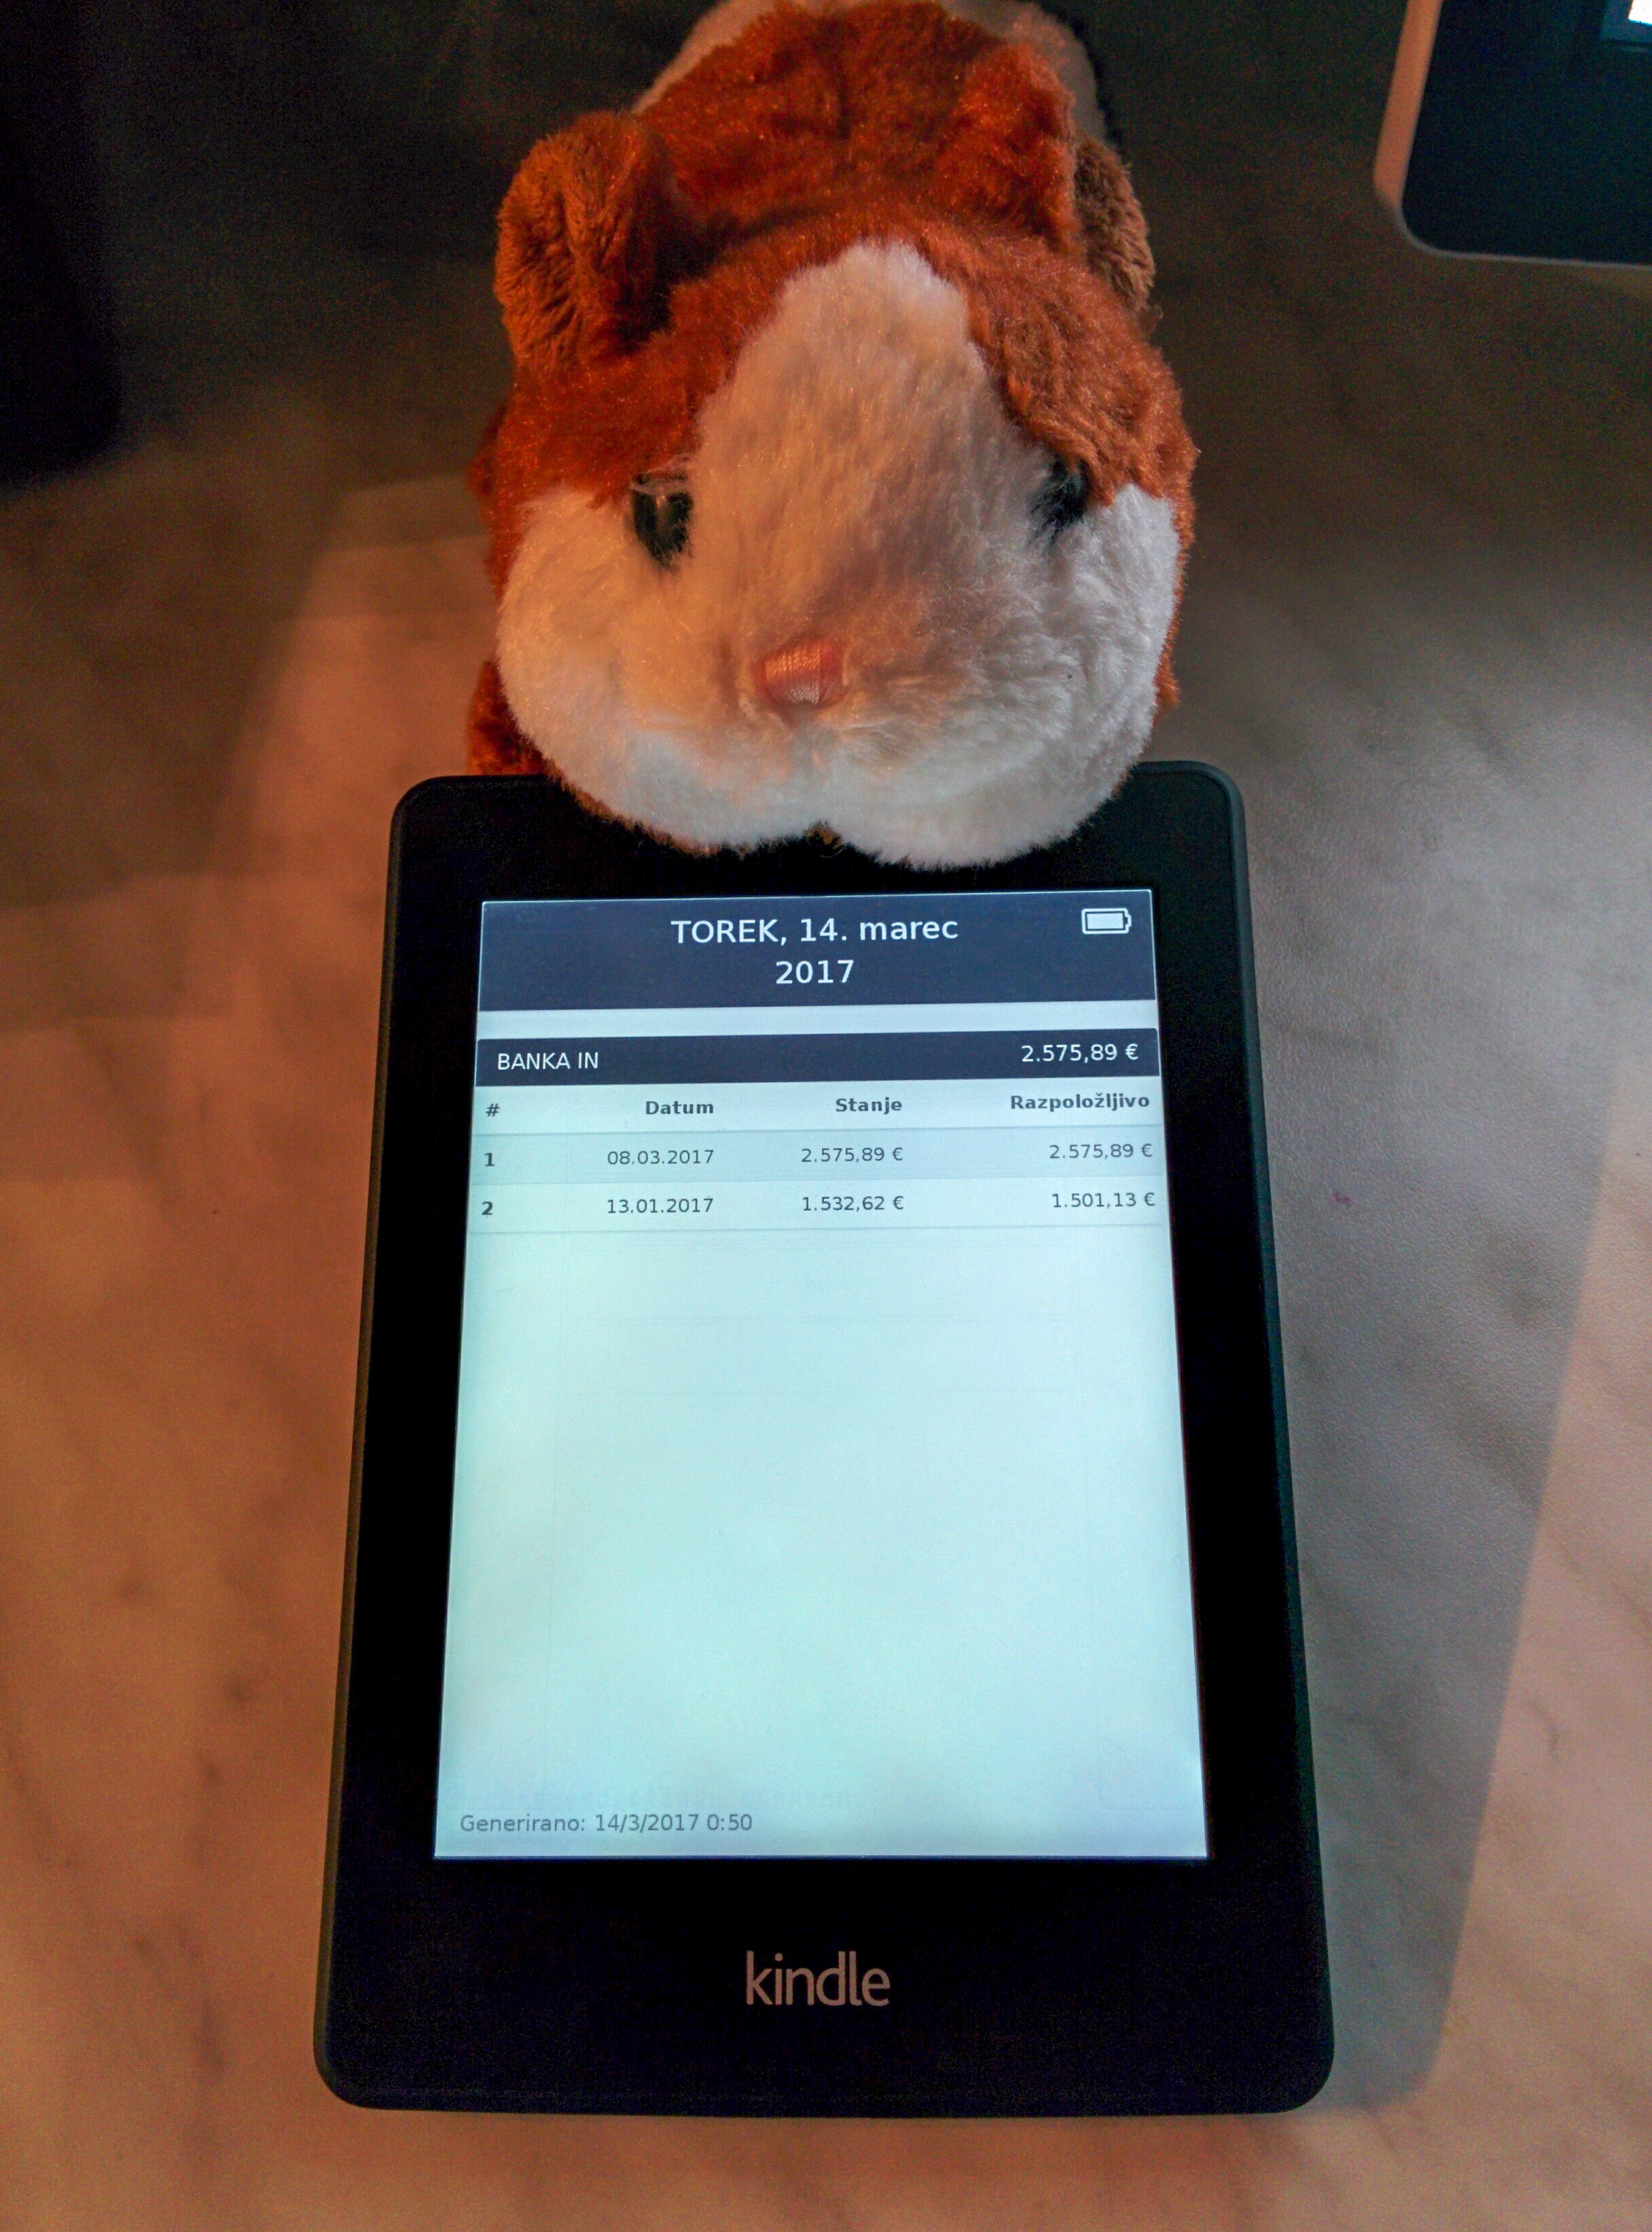 TOREK, 14. marec
2017
BANKA IN 2.575,89 €
# Datum Stanje Razpoložljivo
1 08.03.2017 2.575,89 € 2.575,89 €
2 13.01.2017 1.532,62 € 1.501,13 €
Generirano: 14/3/2017 0:50
kindle